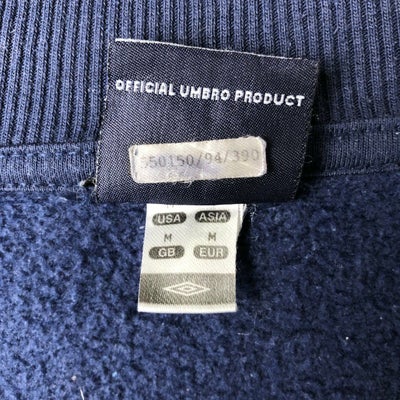 OFFICIAL UMBRO PRODUCT
550150/94/390
USA ASIA
M M
GB EUR